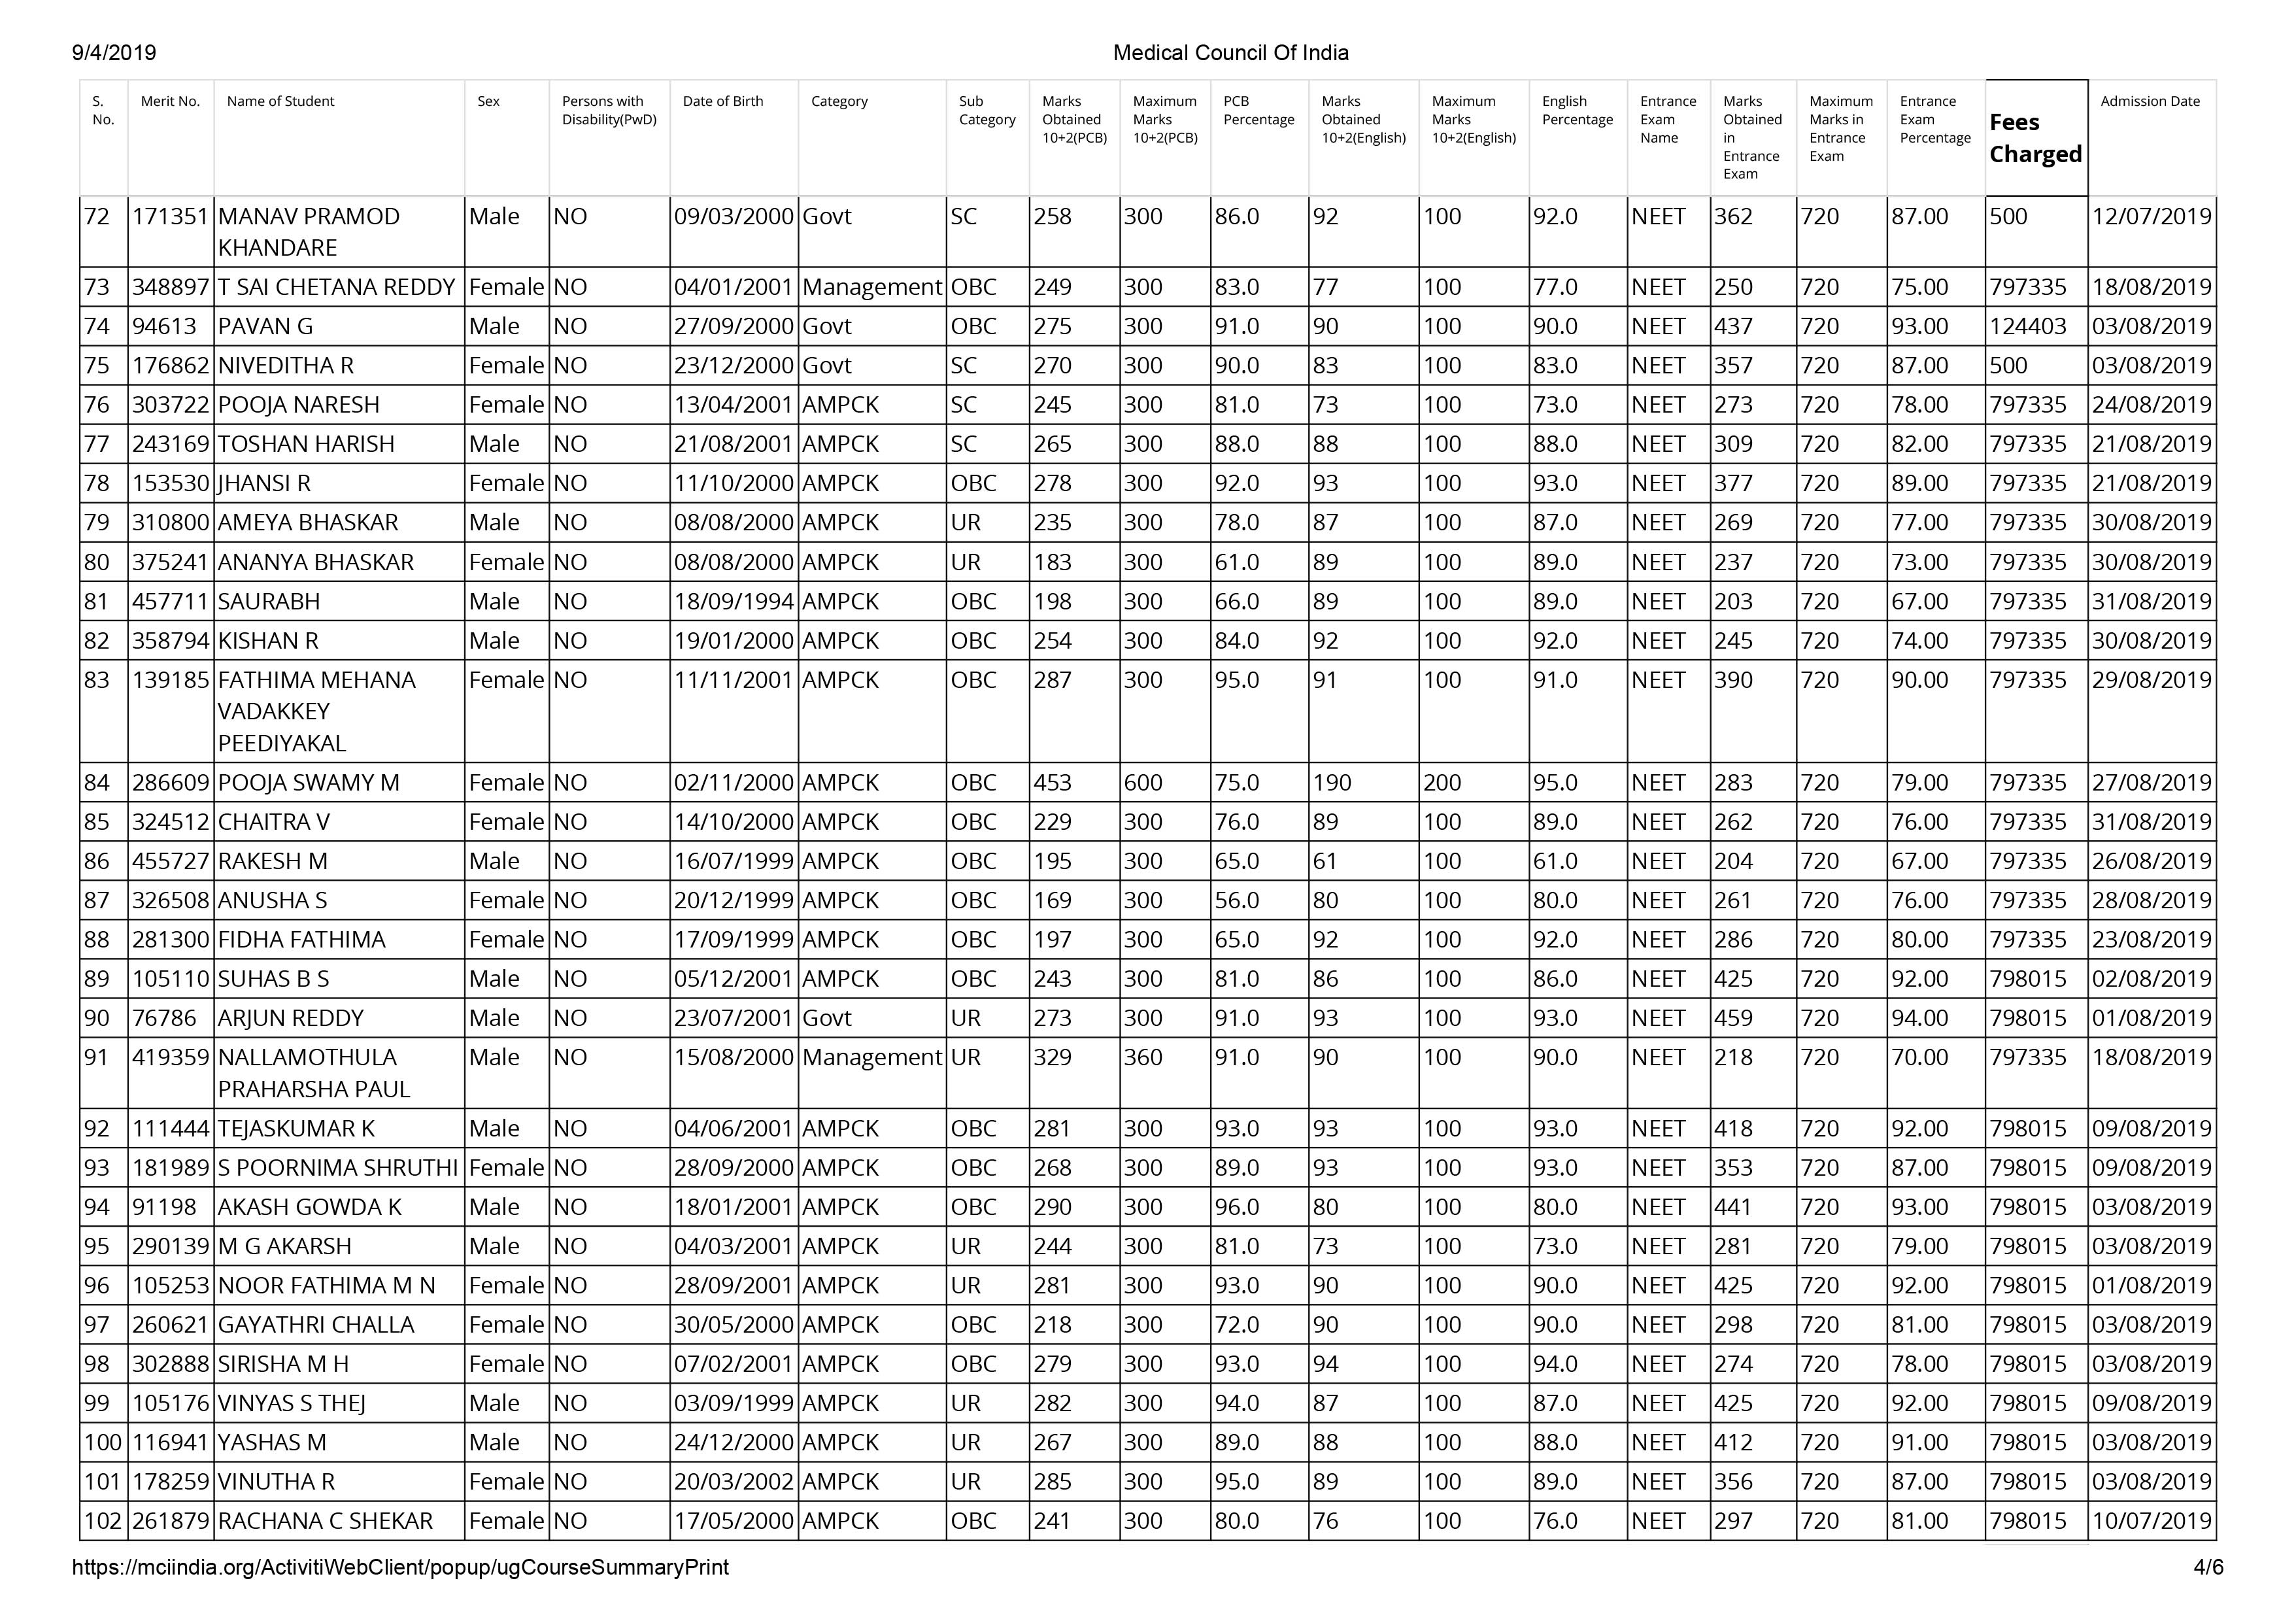 9/4/2019 Medical Council Of India
S. No. Merit No. Name of Student Sex Persons with Disability(PwD) Date of Birth Category Sub Category Marks Obtained 10+2(PCB) Maximum Marks 10+2(PCB) PCB Percentage Marks Obtained 10+2(English) Maximum Marks 10+2(English) English Percentage Entrance Exam Name Marks Obtained in Entrance Exam Maximum Marks in Entrance Exam Entrance Exam Percentage Fees Charged Admission Date
72 171351 MANAV PRAMOD KHANDARE Male NO 09/03/2000 Govt SC 258 300 86.0 92 100 92.0 NEET 362 720 87.00 500 12/07/2019
73 348897 T SAI CHETANA REDDY Female NO 04/01/2001 Management OBC 249 300 83.0 77 100 77.0 NEET 250 720 75.00 797335 18/08/2019
74 94613 PAVAN G Male NO 27/09/2000 Govt OBC 275 300 91.0 90 100 90.0 NEET 437 720 93.00 124403 03/08/2019
75 176862 NIVEDITHA R Female NO 23/12/2000 Govt SC 270 300 90.0 83 100 83.0 NEET 357 720 87.00 500 03/08/2019
76 303722 POOJA NARESH Female NO 13/04/2001 AMPCK SC 245 300 81.0 73 100 73.0 NEET 273 720 78.00 797335 24/08/2019
77 243169 TOSHAN HARISH Male NO 21/08/2001 AMPCK SC 265 300 88.0 88 100 88.0 NEET 309 720 82.00 797335 21/08/2019
78 153530 JHANSI R Female NO 11/10/2000 AMPCK OBC 278 300 92.0 93 100 93.0 NEET 377 720 89.00 797335 21/08/2019
79 310800 AMEYA BHASKAR Male NO 08/08/2000 AMPCK UR 235 300 78.0 87 100 87.0 NEET 269 720 77.00 797335 30/08/2019
80 375241 ANANYA BHASKAR Female NO 08/08/2000 AMPCK UR 183 300 61.0 89 100 89.0 NEET 237 720 73.00 797335 30/08/2019
81 457711 SAURABH Male NO 18/09/1994 AMPCK OBC 198 300 66.0 89 100 89.0 NEET 203 720 67.00 797335 31/08/2019
82 358794 KISHAN R Male NO 19/01/2000 AMPCK OBC 254 300 84.0 92 100 92.0 NEET 245 720 74.00 797335 30/08/2019
83 139185 FATHIMA MEHANA VADAKKEY PEEDIYAKAL Female NO 11/11/2001 AMPCK OBC 287 300 95.0 91 100 91.0 NEET 390 720 90.00 797335 29/08/2019
84 286609 POOJA SWAMY M Female NO 02/11/2000 AMPCK OBC 453 600 75.0 190 200 95.0 NEET 283 720 79.00 797335 27/08/2019
85 324512 CHAITRA V Female NO 14/10/2000 AMPCK OBC 229 300 76.0 89 100 89.0 NEET 262 720 76.00 797335 31/08/2019
86 455727 RAKESH M Male NO 16/07/1999 AMPCK OBC 195 300 65.0 61 100 61.0 NEET 204 720 67.00 797335 26/08/2019
87 326508 ANUSHA S Female NO 20/12/1999 AMPCK OBC 169 300 56.0 80 100 80.0 NEET 261 720 76.00 797335 28/08/2019
88 281300 FIDHA FATHIMA Female NO 17/09/1999 AMPCK OBC 197 300 65.0 92 100 92.0 NEET 286 720 80.00 797335 23/08/2019
89 105110 SUHAS B S Male NO 05/12/2001 AMPCK OBC 243 300 81.0 86 100 86.0 NEET 425 720 92.00 798015 02/08/2019
90 76786 ARJUN REDDY Male NO 23/07/2001 Govt UR 273 300 91.0 93 100 93.0 NEET 459 720 94.00 798015 01/08/2019
91 419359 NALLAMOTHULA PRAHARSHA PAUL Male NO 15/08/2000 Management UR 329 360 91.0 90 100 90.0 NEET 218 720 70.00 797335 18/08/2019
92 111444 TEJASKUMAR K Male NO 04/06/2001 AMPCK OBC 281 300 93.0 93 100 93.0 NEET 418 720 92.00 798015 09/08/2019
93 181989 S POORNIMA SHRUTHI Female NO 28/09/2000 AMPCK OBC 268 300 89.0 93 100 93.0 NEET 353 720 87.00 798015 09/08/2019
94 91198 AKASH GOWDA K Male NO 18/01/2001 AMPCK OBC 290 300 96.0 80 100 80.0 NEET 441 720 93.00 798015 03/08/2019
95 290139 M G AKARSH Male NO 04/03/2001 AMPCK UR 244 300 81.0 73 100 73.0 NEET 281 720 79.00 798015 03/08/2019
96 105253 NOOR FATHIMA M N Female NO 28/09/2001 AMPCK UR 281 300 93.0 90 100 90.0 NEET 425 720 92.00 798015 01/08/2019
97 260621 GAYATHRI CHALLA Female NO 30/05/2000 AMPCK OBC 218 300 72.0 90 100 90.0 NEET 298 720 81.00 798015 03/08/2019
98 302888 SIRISHA M H Female NO 07/02/2001 AMPCK OBC 279 300 93.0 94 100 94.0 NEET 274 720 78.00 798015 03/08/2019
99 105176 VINYAS S THEJ Male NO 03/09/1999 AMPCK UR 282 300 94.0 87 100 87.0 NEET 425 720 92.00 798015 09/08/2019
100 116941 YASHAS M Male NO 24/12/2000 AMPCK UR 267 300 89.0 88 100 88.0 NEET 412 720 91.00 798015 03/08/2019
101 178259 VINUTHA R Female NO 20/03/2002 AMPCK UR 285 300 95.0 89 100 89.0 NEET 356 720 87.00 798015 03/08/2019
102 261879 RACHANA C SHEKAR Female NO 17/05/2000 AMPCK OBC 241 300 80.0 76 100 76.0 NEET 297 720 81.00 798015 10/07/2019
https://mciindia.org/ActivitiWebClient/popup/ugCourseSummaryPrint 4/6